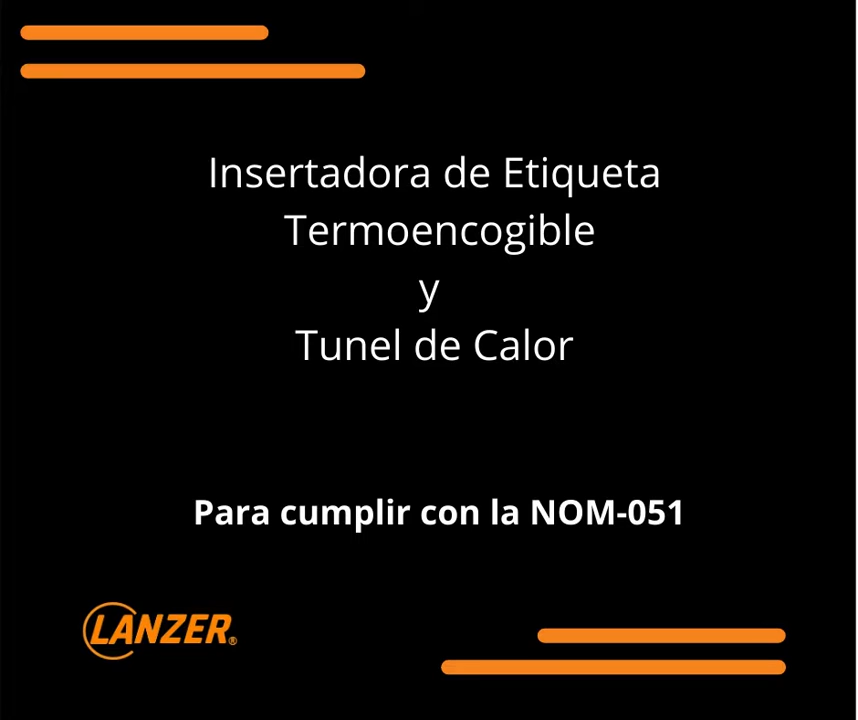 Insertadora de Etiqueta
Termoencogible
y
Tunel de Calor
Para cumplir con la NOM-051
LANZER®